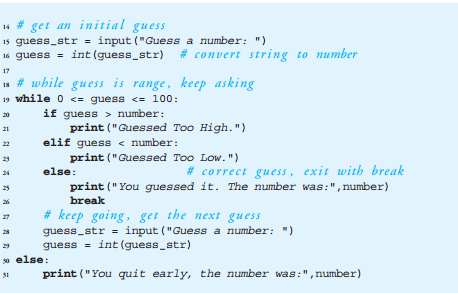 14 # get an initial guess
15 guess_str = input("Guess a number: ")
16 guess = int(guess_str)  # convert string to number
17
18 # while guess is range, keep asking
19 while 0 <= guess <= 100:
20     if guess > number:
21         print("Guessed Too High.")
22     elif guess < number:
23         print("Guessed Too Low.")
24     else:               # correct guess, exit with break
25         print("You guessed it. The number was:",number)
26         break
27     # keep going, get the next guess
28     guess_str = input("Guess a number: ")
29     guess = int(guess_str)
30 else:
31     print("You quit early, the number was:",number)